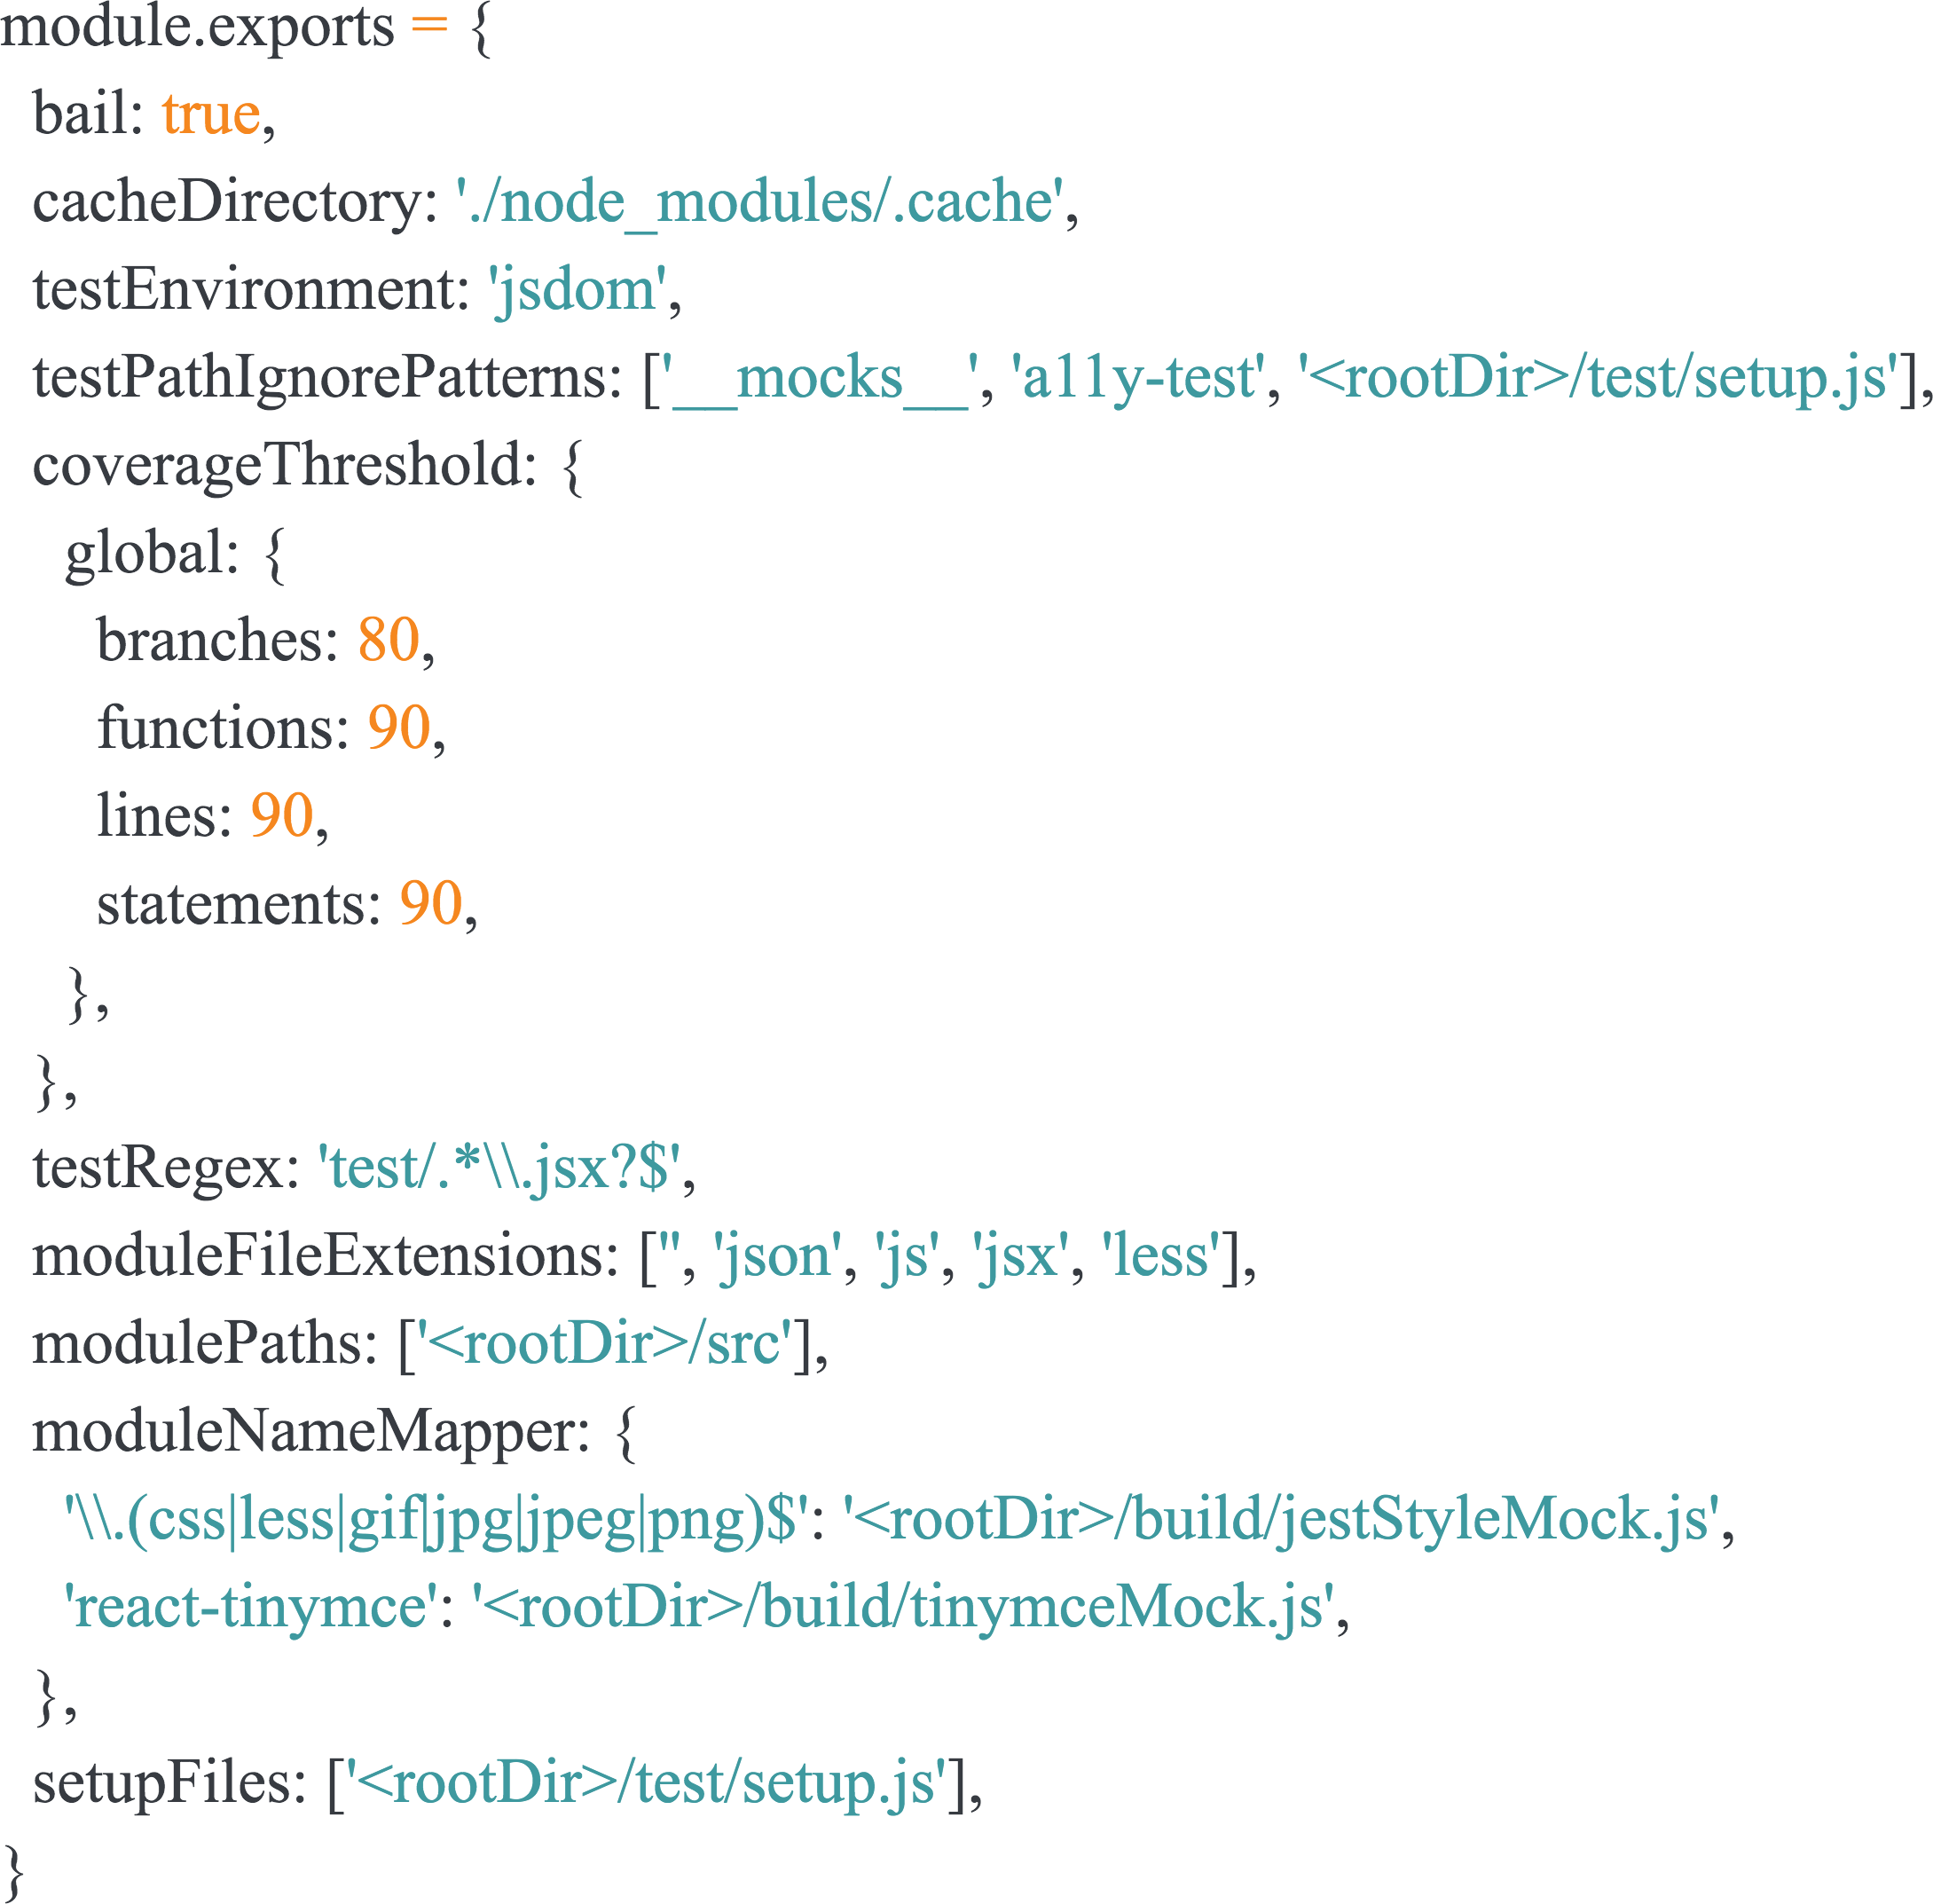 module.exports = {
bail: true,
cacheDirectory: './node_modules/.cache',
testEnvironment: 'jsdom',
testPathIgnorePatterns: ['__mocks__', 'a11y-test', '<rootDir>/test/setup.js'],
coverageThreshold: {
global: {
branches: 80,
functions: 90,
lines: 90,
statements: 90,
},
},
testRegex: 'test/.*\\.jsx?$',
moduleFileExtensions: ['', 'json', 'js', 'jsx', 'less'],
modulePaths: ['<rootDir>/src'],
moduleNameMapper: {
'\\.(css|less|gif|jpg|jpeg|png)$': '<rootDir>/build/jestStyleMock.js',
'react-tinymce': '<rootDir>/build/tinymceMock.js',
},
setupFiles: ['<rootDir>/test/setup.js'],
}